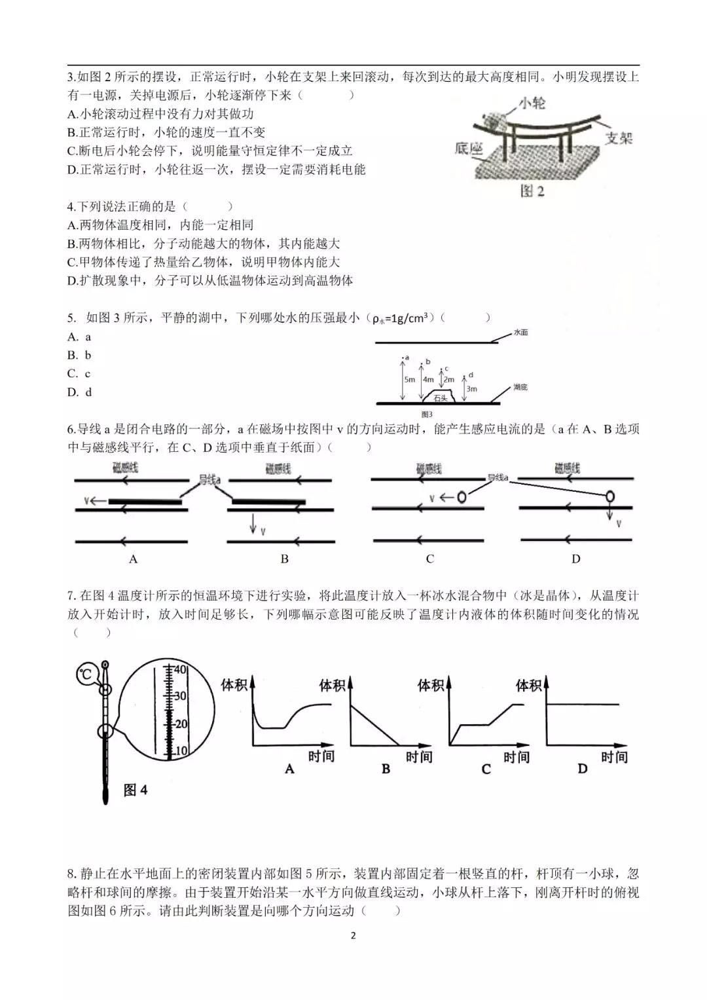 3.如图 2 所示的摆设，正常运行时，小轮在支架上来回滚动，每次到达的最大高度相同。小明发现摆设上
有一电源，关掉电源后，小轮逐渐停下来（ ）
A.小轮滚动过程中没有力对其做功
B.正常运行时，小轮的速度一直不变
C.断电后小轮会停下，说明能量守恒定律不一定成立
D.正常运行时，小轮往返一次，摆设一定需要消耗电能
小轮
支架
底座
图 2
4.下列说法正确的是（ ）
A.两物体温度相同，内能一定相同
B.两物体相比，分子动能越大的物体，其内能越大
C.甲物体传递了热量给乙物体，说明甲物体内能大
D.扩散现象中，分子可以从低温物体运动到高温物体
5. 如图 3 所示，平静的湖中，下列哪处水的压强最小（ρ水=1g/cm³）（ ）
A. a
B. b
C. c
D. d
水面
a b c d
5m 4m 2m 3m
石头
湖底
图3
6.导线 a 是闭合电路的一部分，a 在磁场中按图中 v 的方向运动时，能产生感应电流的是（a 在 A、B 选项
中与磁感线平行，在 C、D 选项中垂直于纸面）（ ）
磁感线 磁感线 磁感线 磁感线
导线a 导线a
V V V V
A B C D
7. 在图 4 温度计所示的恒温环境下进行实验，将此温度计放入一杯冰水混合物中（冰是晶体），从温度计
放入开始计时，放入时间足够长，下列哪幅示意图可能反映了温度计内液体的体积随时间变化的情况
（ ）
℃
40
30
20
10
图 4
体积 体积 体积 体积
时间 时间 时间 时间
A B C D
8. 静止在水平地面上的密闭装置内部如图 5 所示，装置内部固定着一根竖直的杆，杆顶有一小球，忽
略杆和球间的摩擦。由于装置开始沿某一水平方向做直线运动，小球从杆上落下，刚离开杆时的俯视
图如图 6 所示。请由此判断装置是向哪个方向运动（ ）
2